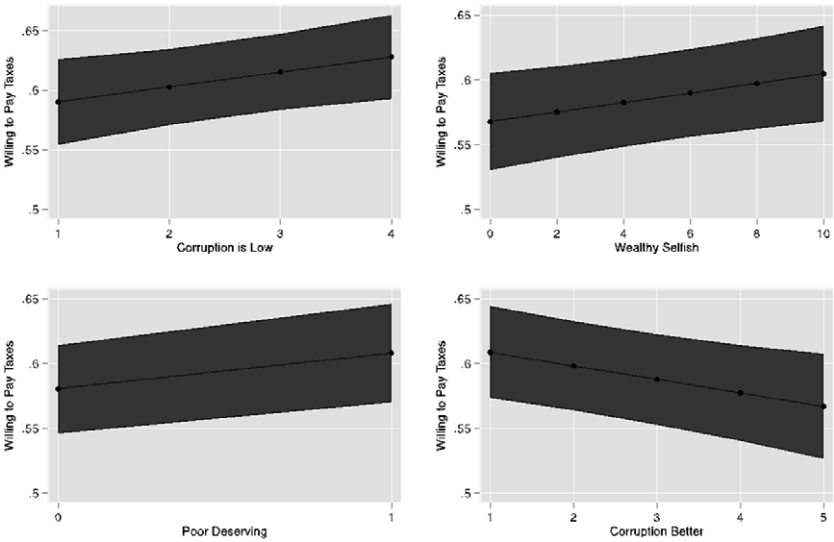 .65
.6
.55
.5
Willing to Pay Taxes
1 2 3 4
Corruption is Low
.65
.6
.55
.5
Willing to Pay Taxes
0 2 4 6 8 10
Wealthy Selfish
.65
.6
.55
.5
Willing to Pay Taxes
0 1
Poor Deserving
.65
.6
.55
.5
Willing to Pay Taxes
1 2 3 4 5
Corruption Better